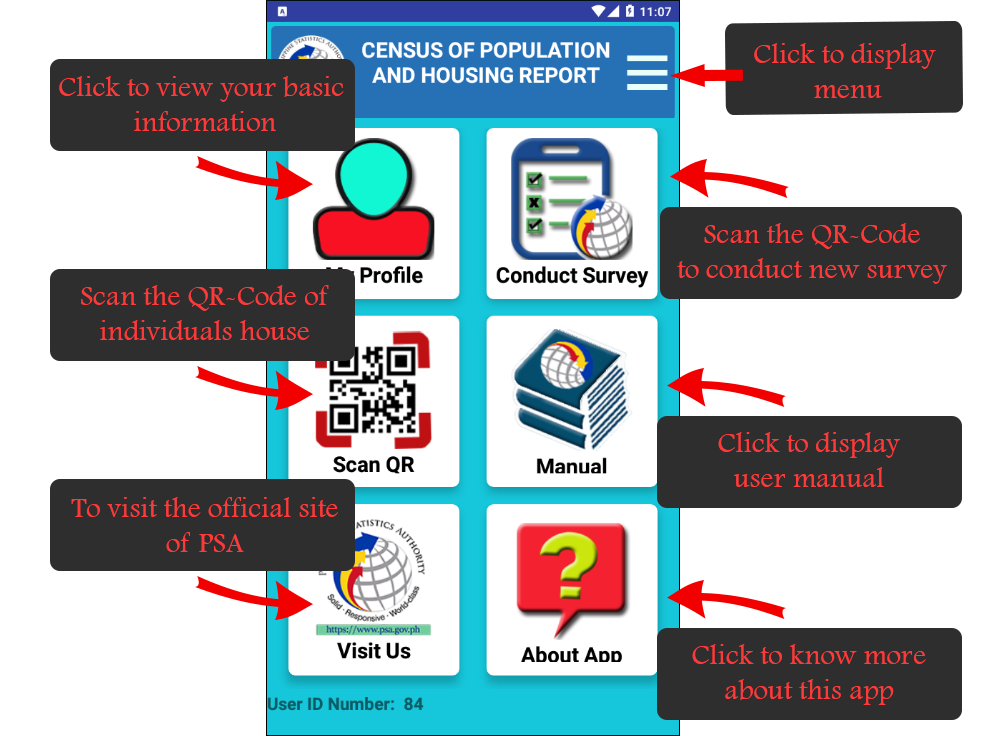 11:07
CENSUS OF POPULATION
AND HOUSING REPORT
Click to display
menu
Click to view your basic
information
Profile
Conduct Survey
Scan the QR-Code
to conduct new survey
Scan the QR-Code of
individuals house
Scan QR
Manual
Click to display
user manual
To visit the official site
of PSA
STATISTICS AUTHORITY
Solid · Responsive · World-class
https://www.psa.gov.ph
Visit Us
About App
Click to know more
about this app
User ID Number: 84